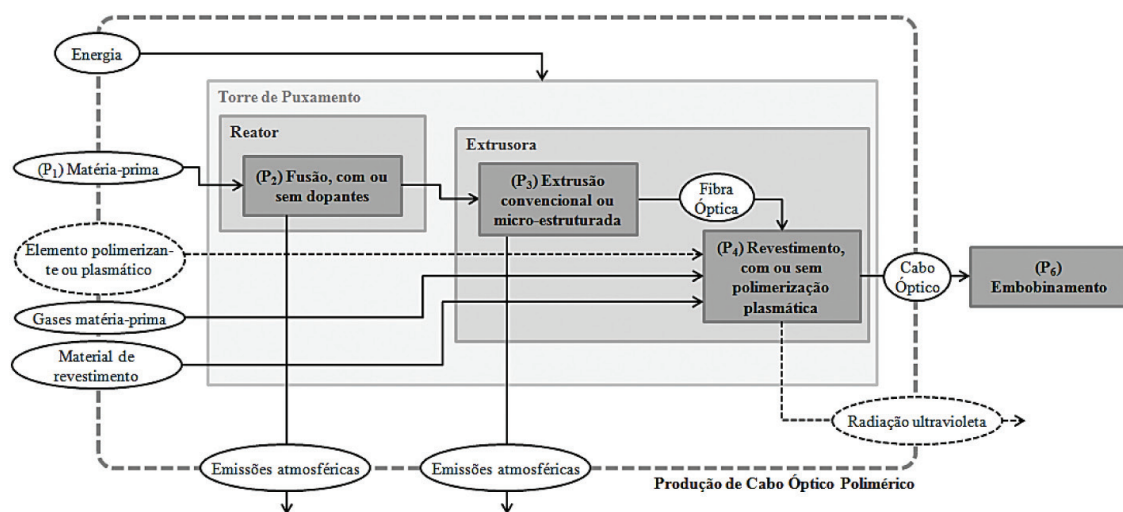 Energia
Torre de Puxamento
Reator
Extrusora
(P1) Matéria-prima
(P2) Fusão, com ou
sem dopantes
(P3) Extrusão
convencional ou
micro-estruturada
Fibra
Óptica
Elemento polimerizan-
te ou plasmático
(P4) Revestimento,
com ou sem
polimerização
plasmática
Cabo
Óptico
(P6)
Embobinamento
Gases matéria-prima
Material de
revestimento
Radiação ultravioleta
Emissões atmosféricas
Emissões atmosféricas
Produção de Cabo Óptico Polimérico